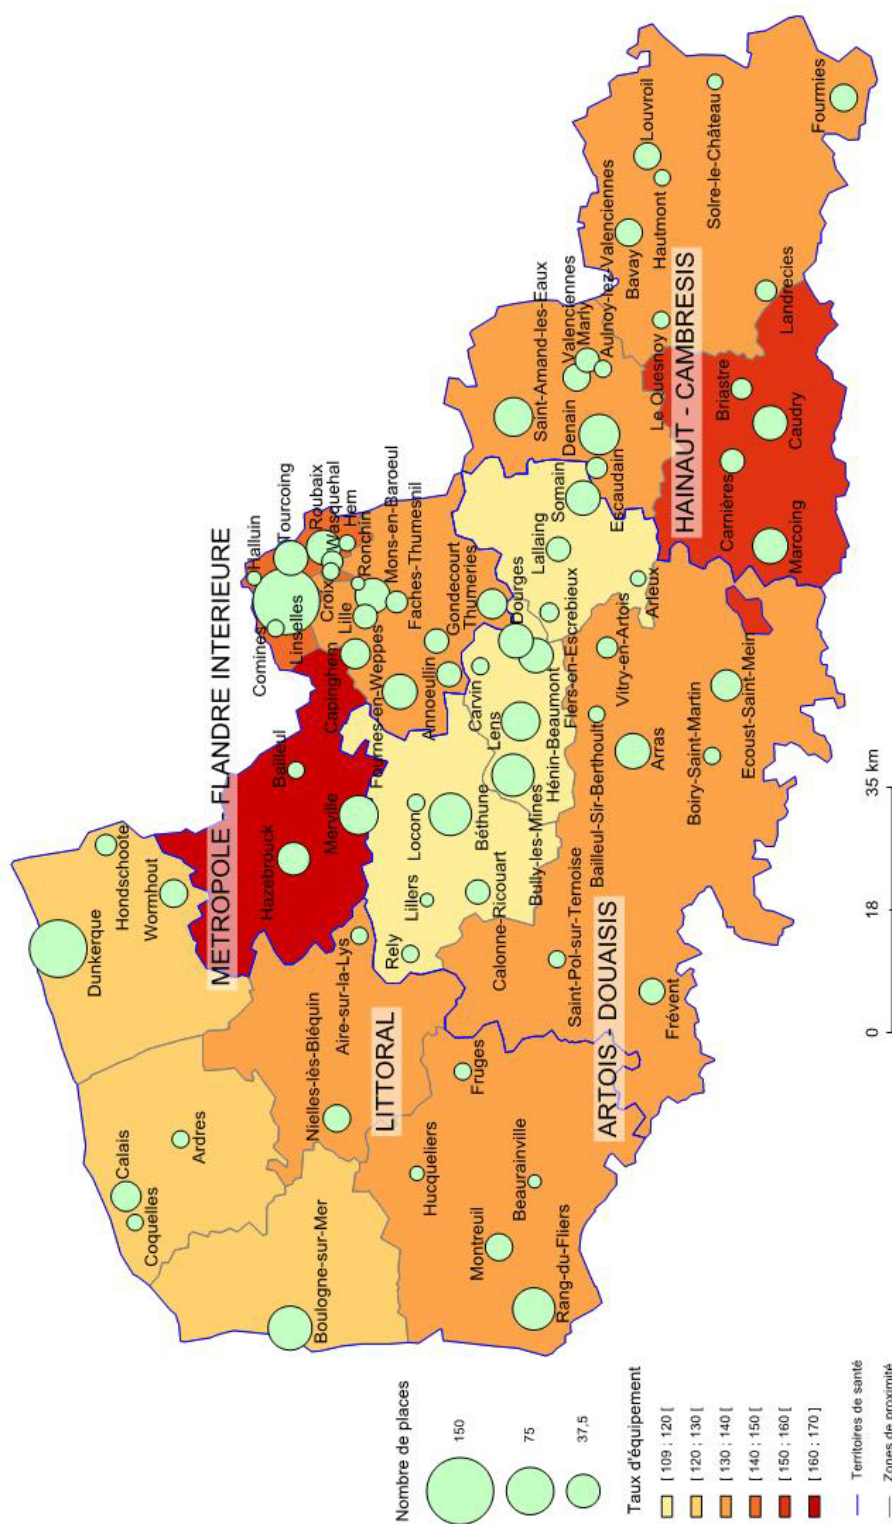 Dunkerque
Hondschoote
Wormhout
Calais
Coquelles
Ardres
METROPOLE - FLANDRE INTERIEURE
Halluin
Comines
Tourcoing
Linselles
Roubaix
Wasquehal
Croix
Hem
Bailleul
Hazebrouck
Capinghem
Lille
Ronchin
Mons-en-Baroeul
Boulogne-sur-Mer
Nielles-lès-Bléquin
Aire-sur-la-Lys
Merville
Fournes-en-Weppes
Faches-Thumesnil
LITTORAL
Rely
Lillers
Locon
Annoeullin
Gondecourt
Thumeries
Hucqueliers
Fruges
Béthune
Carvin
Dourges
Saint-Amand-les-Eaux
Montreuil
Beaurainville
Calonne-Ricouart
Lens
Bully-les-Mines
Hénin-Beaumont
Flers-en-Escrebieux
Lallaing
Somain
Denain
Valenciennes
Marly
Aulnoy-lez-Valenciennes
Rang-du-Fliers
Saint-Pol-sur-Ternoise
Bailleul-Sir-Berthoult
Vitry-en-Artois
Escaudain
ARTOIS - DOUAISIS
Arleux
Bavay
Louvroil
Hautmont
Le Quesnoy
Frévent
Arras
HAINAUT - CAMBRESIS
Boiry-Saint-Martin
Ecoust-Saint-Mein
Carnières
Briastre
Solre-le-Château
Marcoing
Caudry
Landrecies
Fourmies
Nombre de places
150
75
37,5
Taux d'équipement
[ 109 ; 120 [
[ 120 ; 130 [
[ 130 ; 140 [
[ 140 ; 150 [
[ 150 ; 160 [
[ 160 ; 170 ]
Territoires de santé
Zones de proximité
0 18 35 km